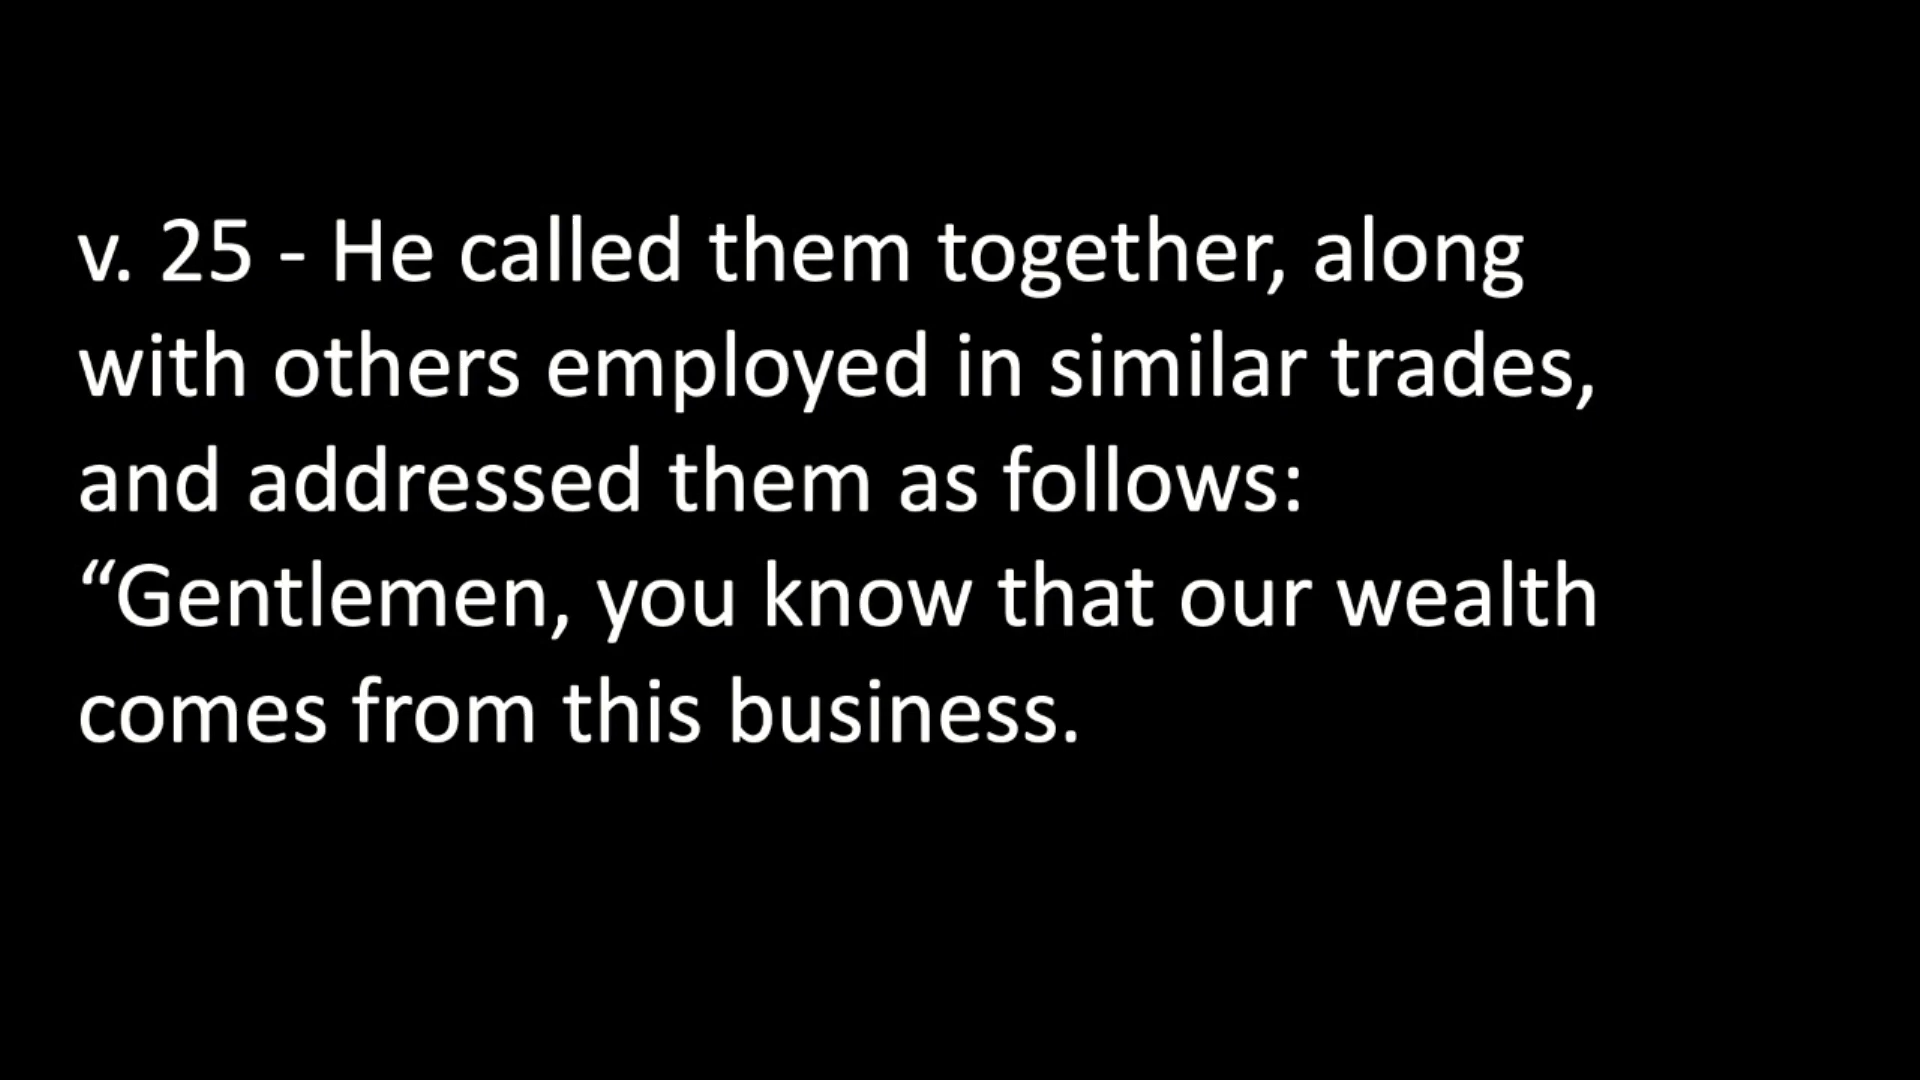 v. 25 - He called them together, along
with others employed in similar trades,
and addressed them as follows:
“Gentlemen, you know that our wealth
comes from this business.